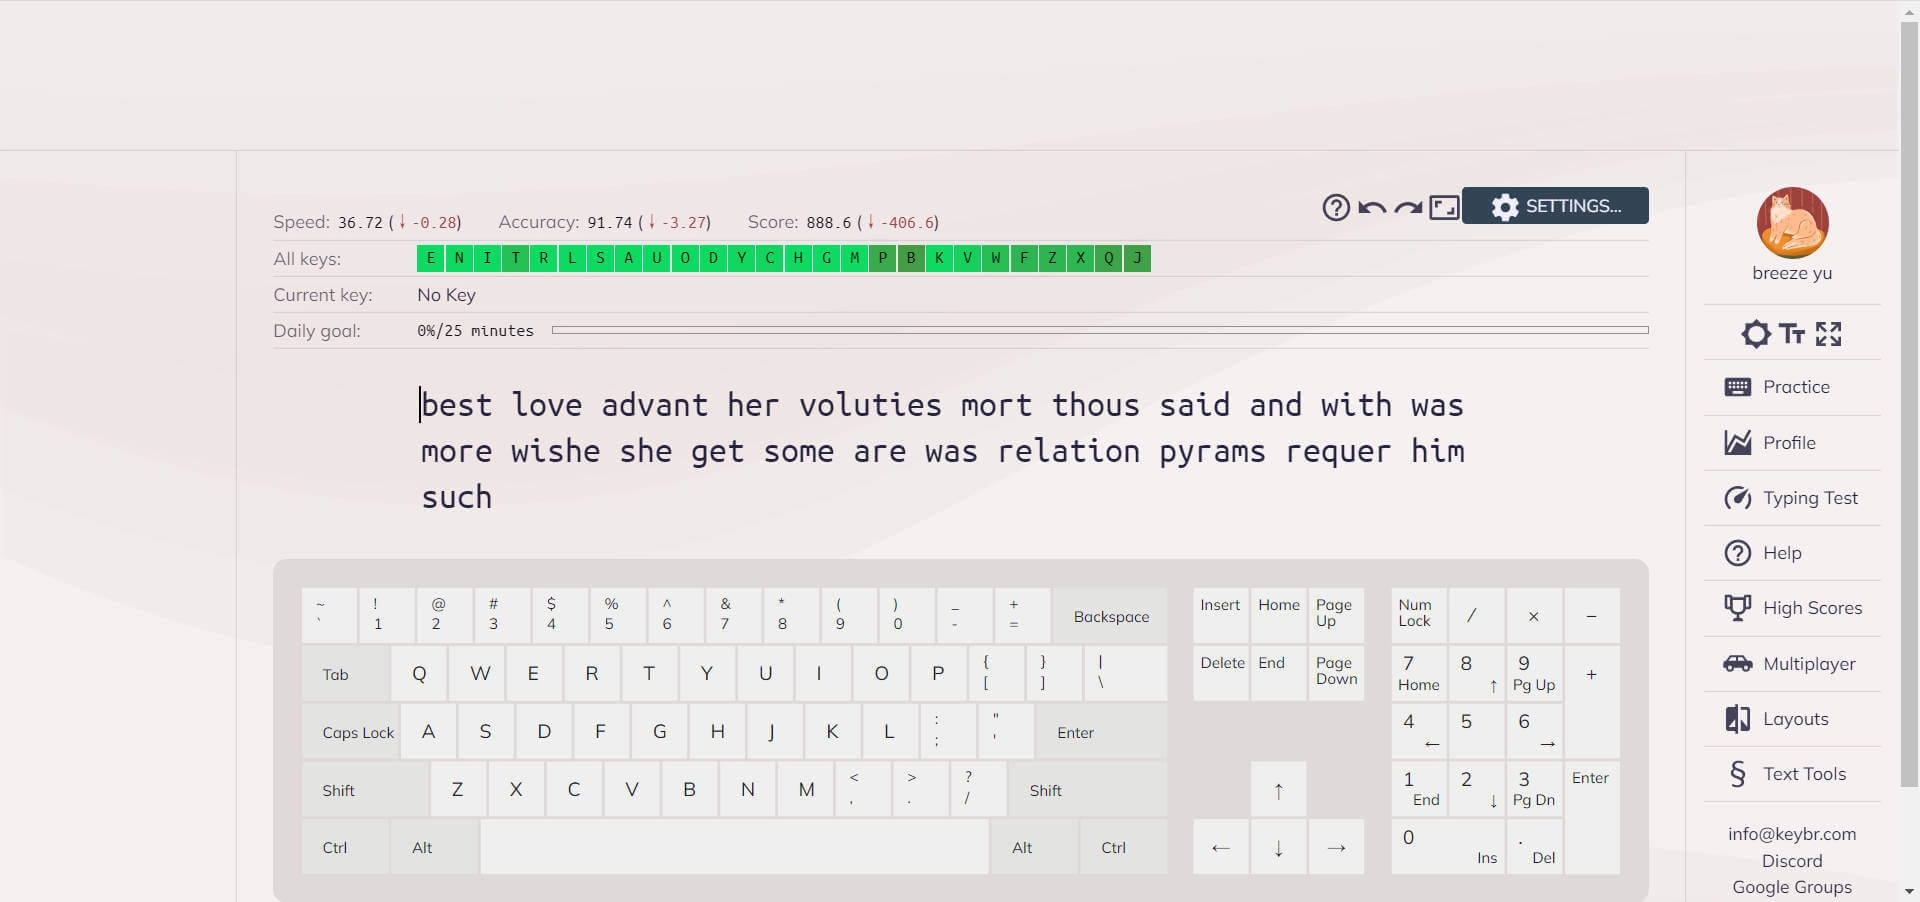 SETTINGS...
Speed: 36.72 (↓ -0.28) Accuracy: 91.74 (↓ -3.27) Score: 888.6 (↓ -406.6)
All keys: E N I T R L S A U O D Y C H G M P B K V W F Z X Q J
Current key: No Key
Daily goal: 0%/25 minutes
best love advant her voluties mort thous said and with was
more wishe she get some are was relation pyrams requer him
such
~ ! @ # $ % ^ & * ( ) _ +
` 1 2 3 4 5 6 7 8 9 0 - = Backspace
Tab Q W E R T Y U I O P { [ } ] | \
Caps Lock A S D F G H J K L : ; " ' Enter
Shift Z X C V B N M < , > . ? / Shift
Ctrl Alt Alt Ctrl
Insert Home Page Up
Delete End Page Down
↑
← ↓ →
Num Lock / × −
7 Home 8 ↑ 9 Pg Up +
4 ← 5 6 →
1 End 2 ↓ 3 Pg Dn Enter
0 Ins . Del
breeze yu
Practice
Profile
Typing Test
Help
High Scores
Multiplayer
Layouts
§ Text Tools
info@keybr.com
Discord
Google Groups